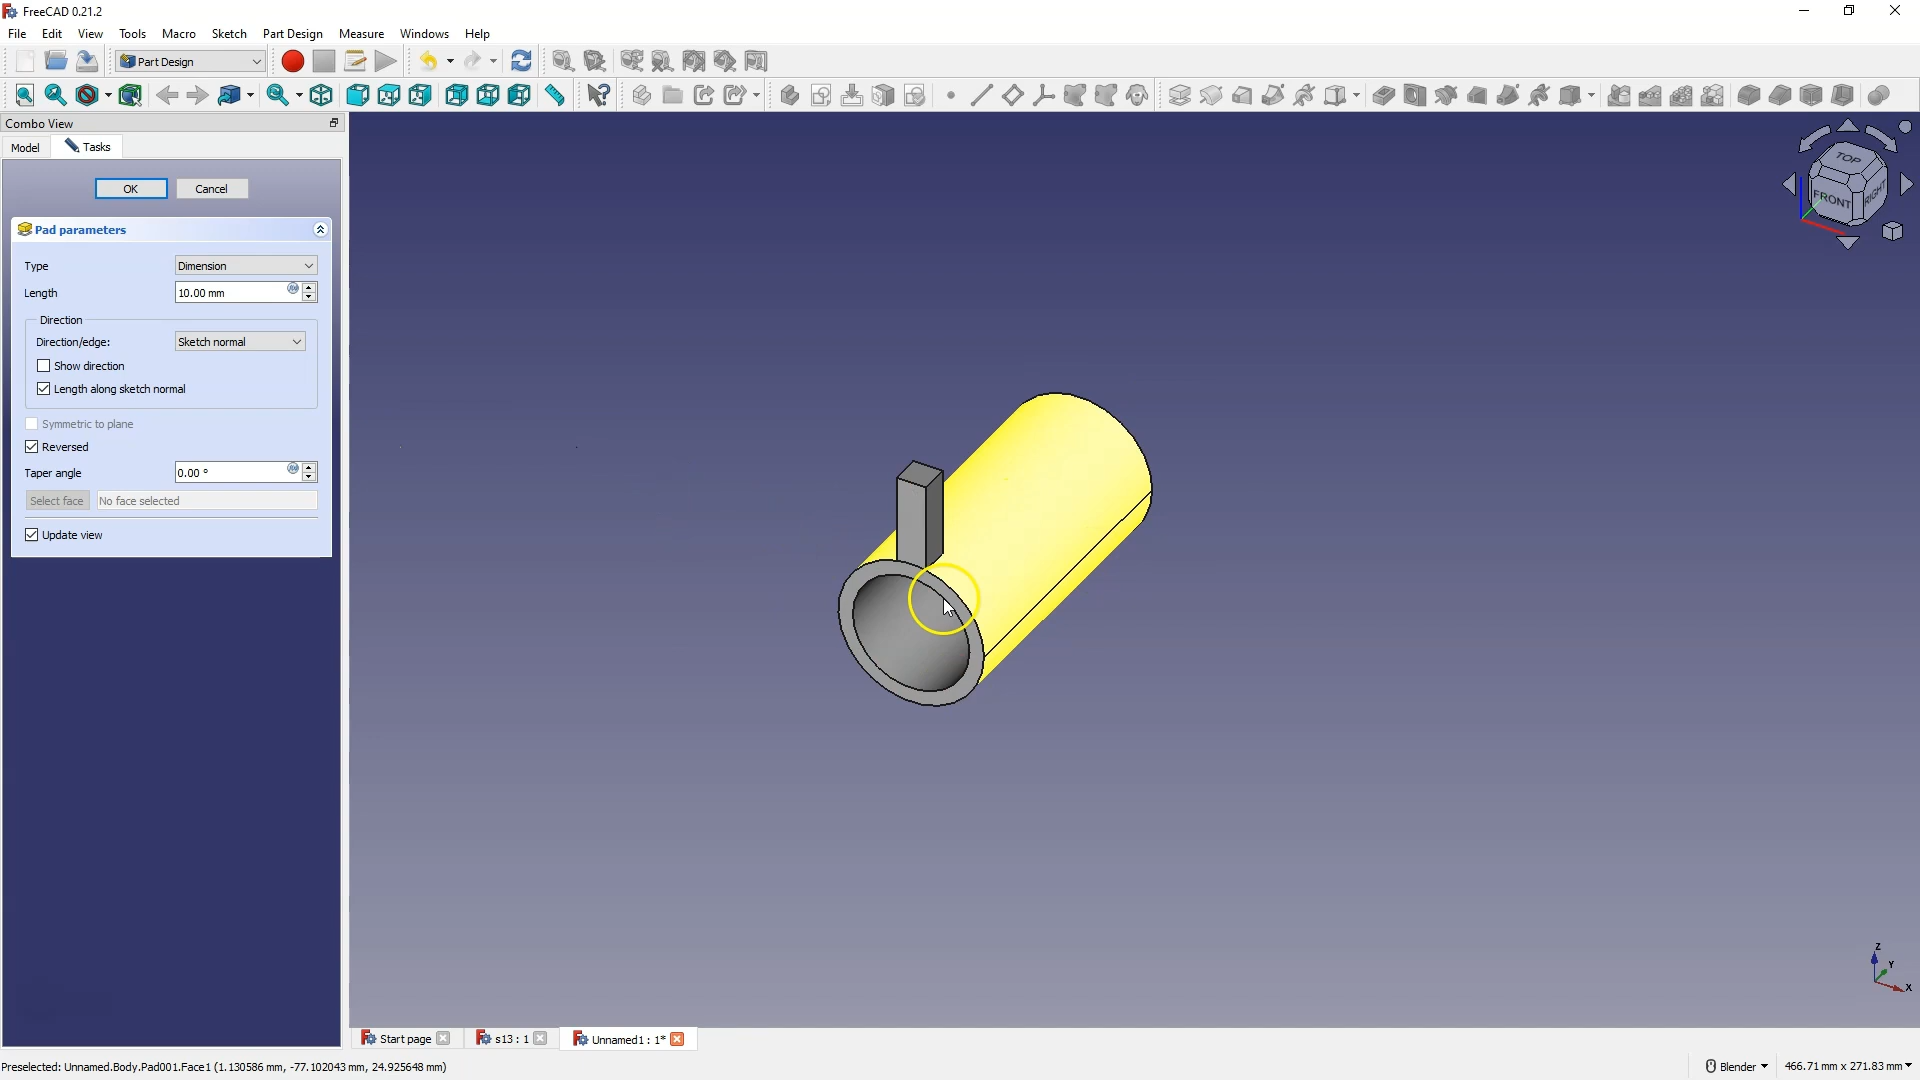 FreeCAD 0.21.2
File Edit View Tools Macro Sketch Part Design Measure Windows Help
Part Design
Combo View
Model Tasks
OK Cancel
Pad parameters
Type Dimension
Length 10.00 mm
Direction
Direction/edge: Sketch normal
Show direction
Length along sketch normal
Symmetric to plane
Reversed
Taper angle 0.00 °
Select face No face selected
Update view
TOP
FRONT RIGHT
Z
Y
X
Start page s13 : 1 Unnamed1 : 1*
Preselected: Unnamed.Body.Pad001.Face1 (1.130586 mm, -77.102043 mm, 24.925648 mm) Blender 466.71 mm x 271.83 mm